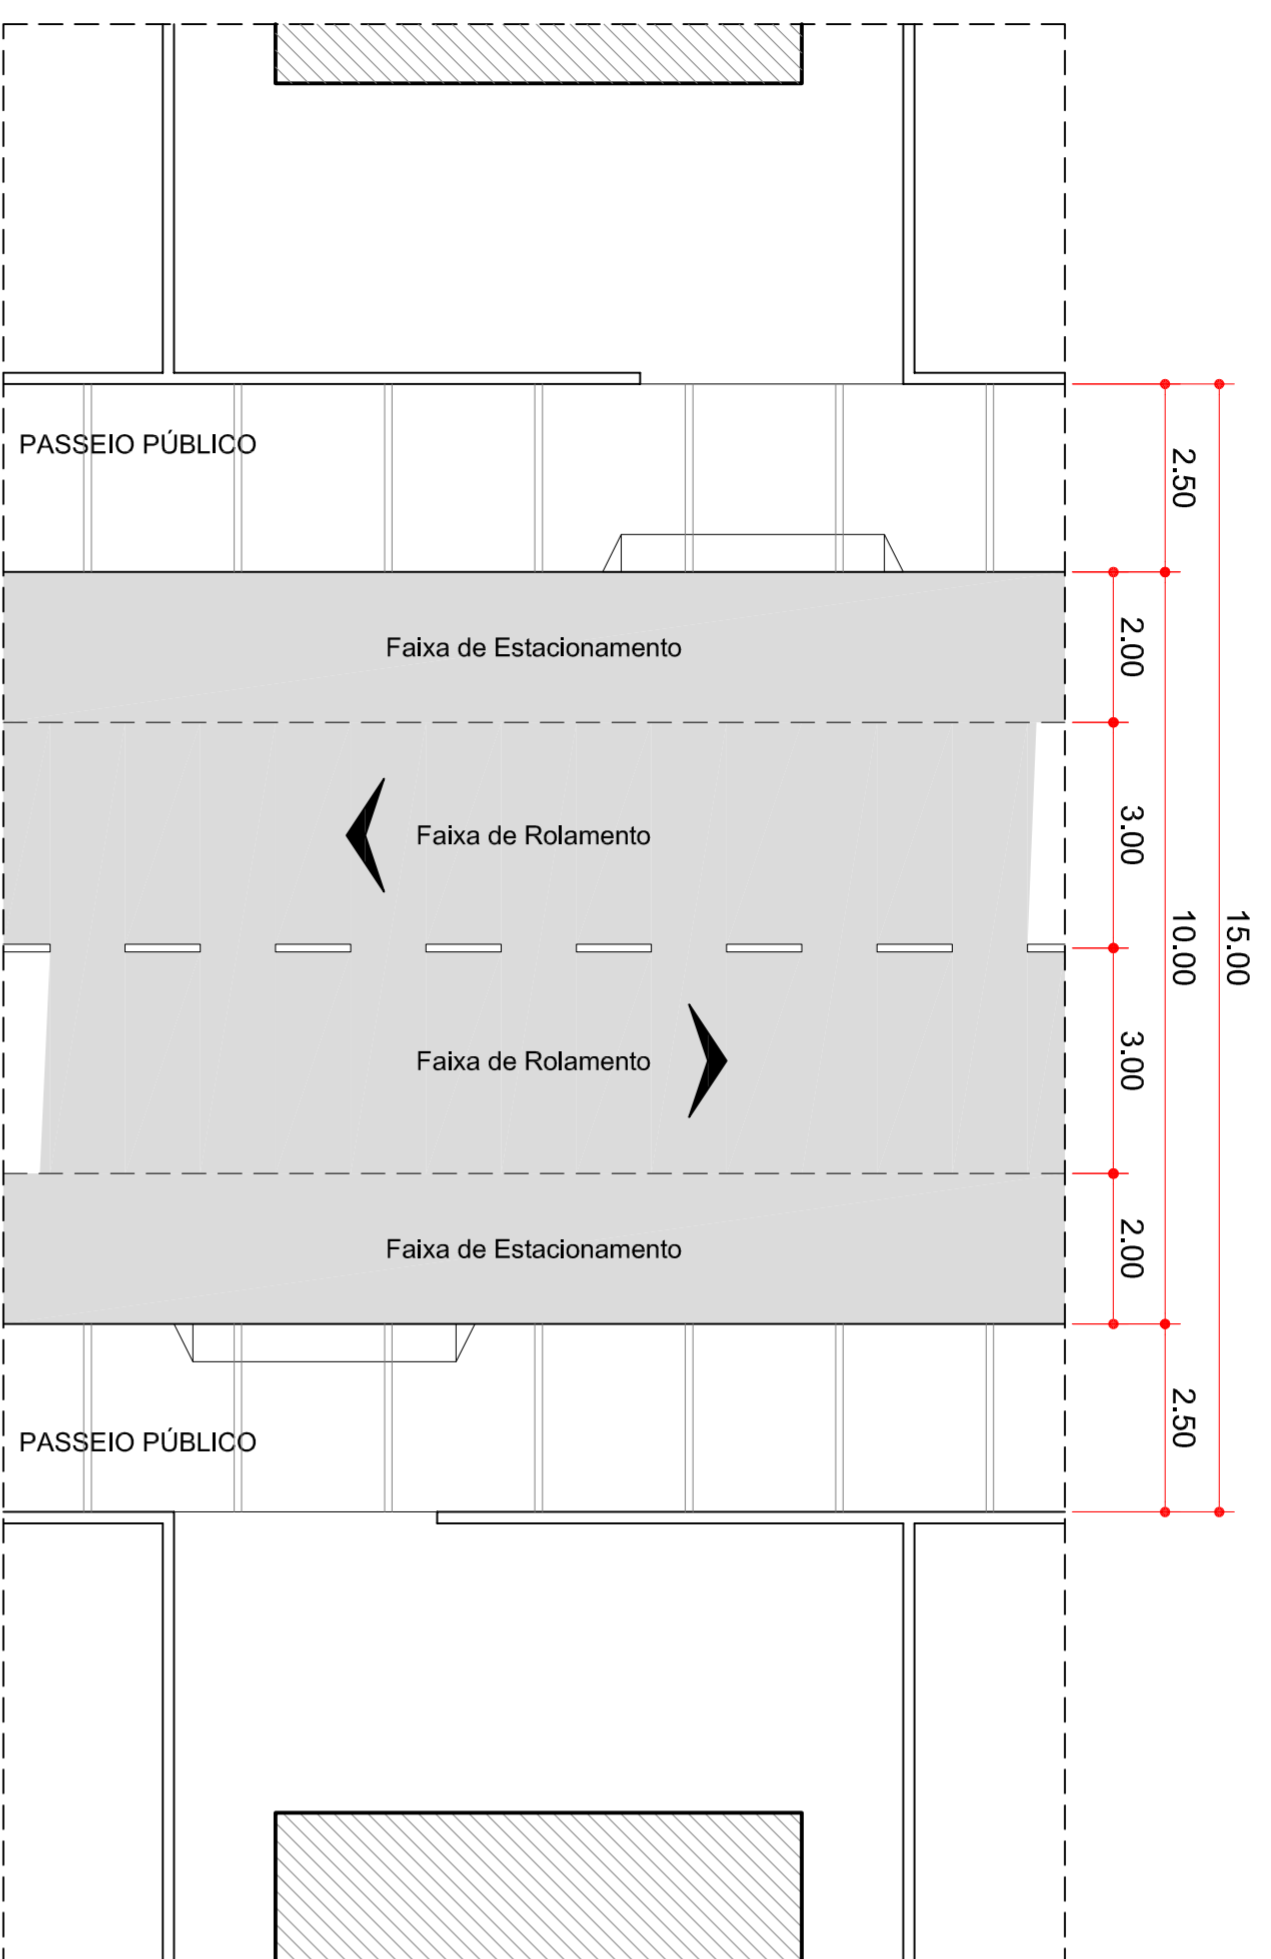 PASSEIO PÚBLICO
2.50
Faixa de Estacionamento
2.00
Faixa de Rolamento
3.00
15.00
10.00
Faixa de Rolamento
3.00
Faixa de Estacionamento
2.00
2.50
PASSEIO PÚBLICO